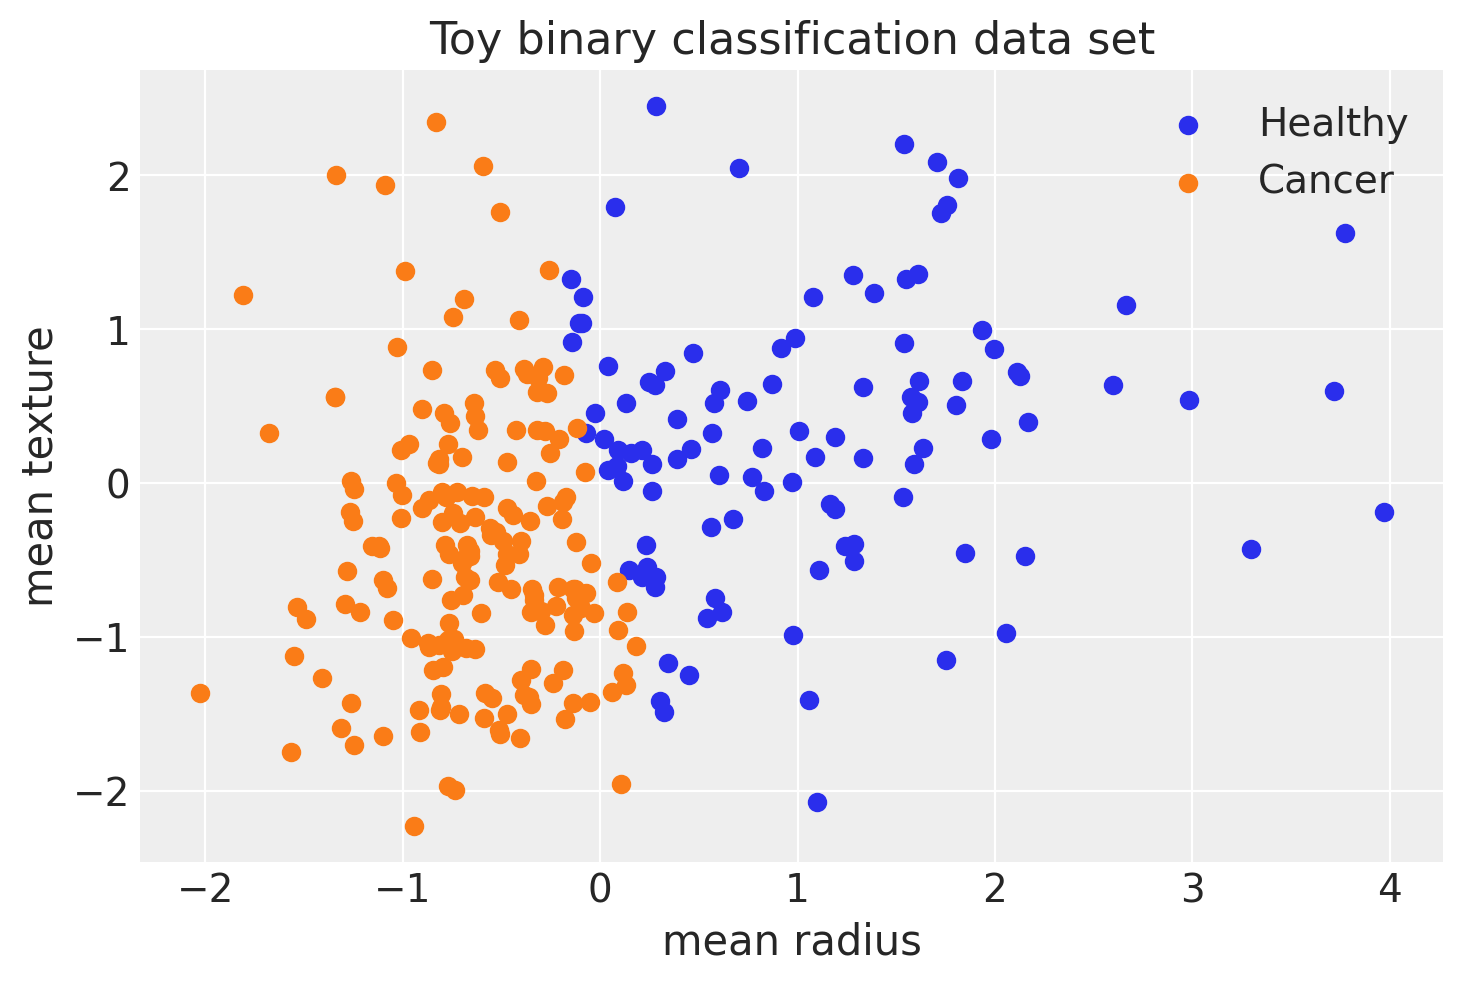 Toy binary classification data set
Healthy
Cancer
2
1
0
−1
−2
mean texture
−2
−1
0
1
2
3
4
mean radius